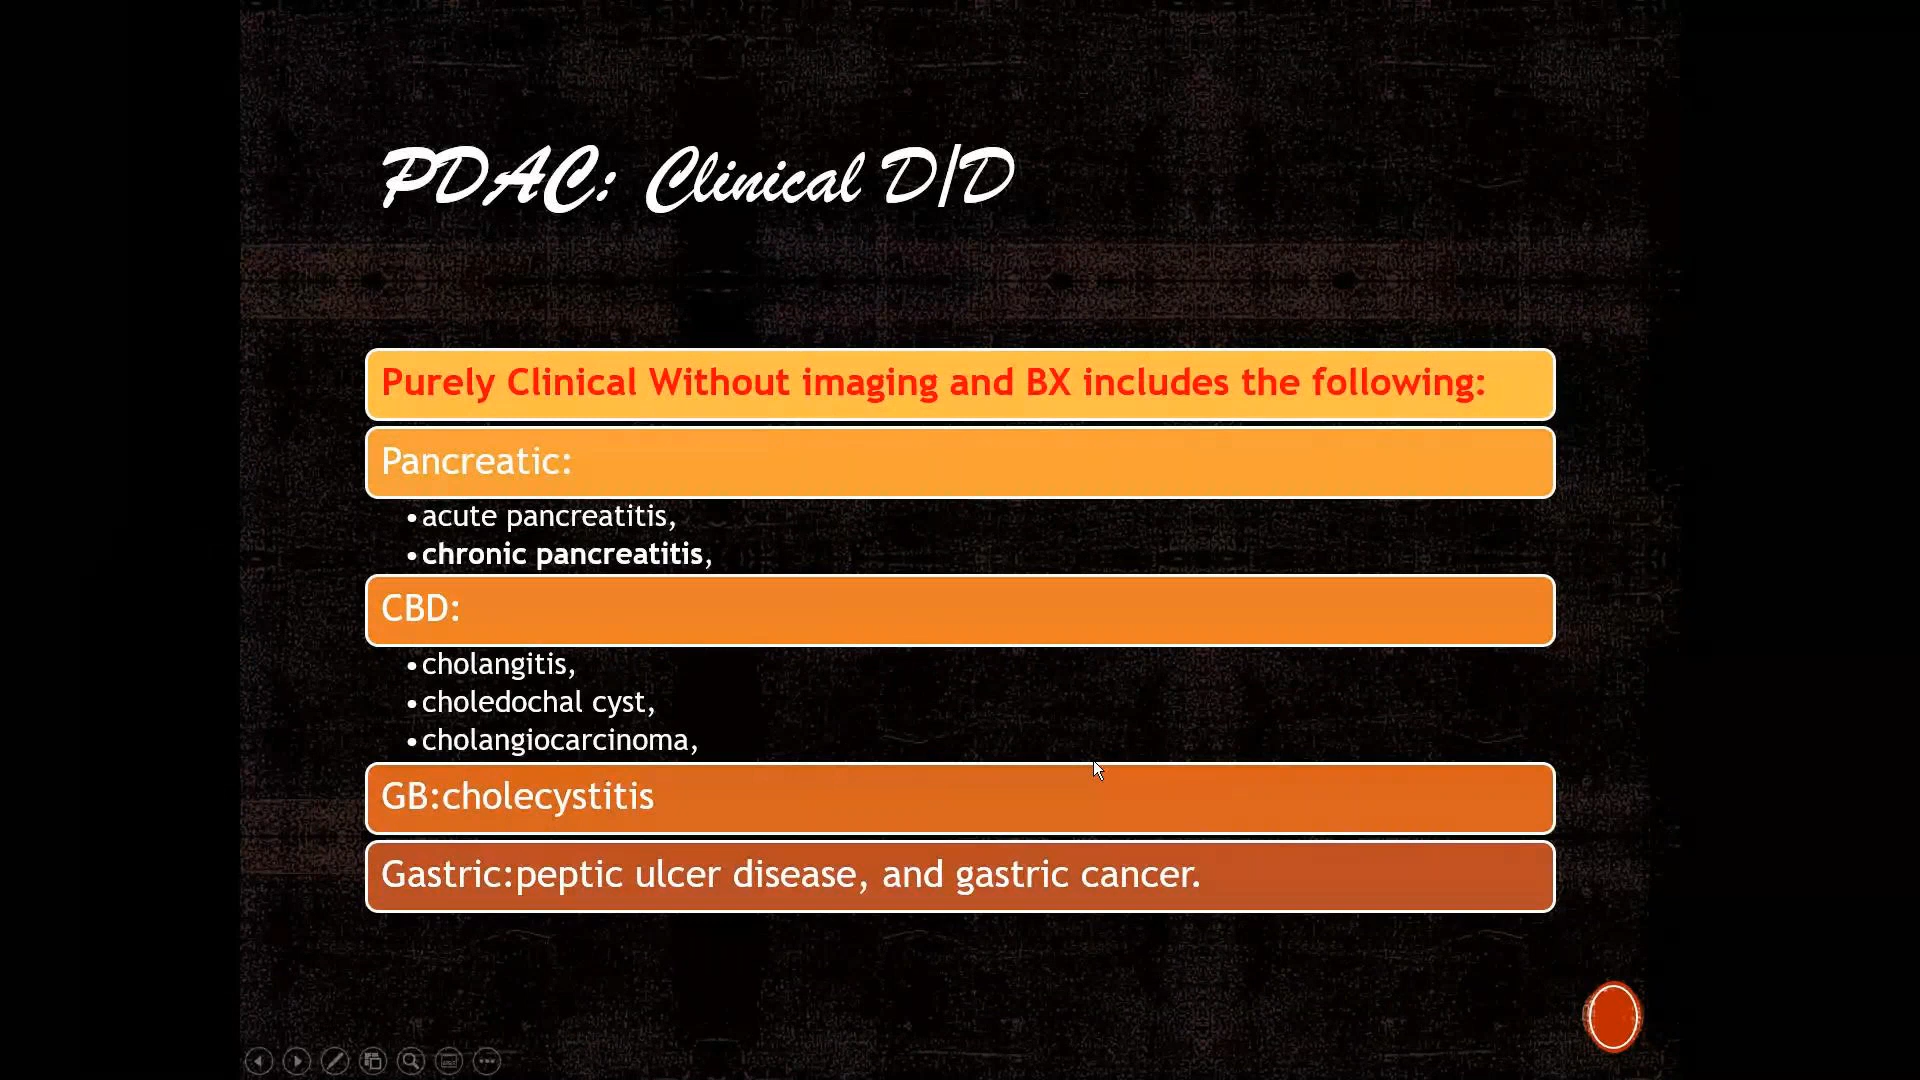 PDAC: Clinical D/D
Purely Clinical Without imaging and BX includes the following:
Pancreatic:
•acute pancreatitis,
•chronic pancreatitis,
CBD:
•cholangitis,
•choledochal cyst,
•cholangiocarcinoma,
GB:cholecystitis
Gastric:peptic ulcer disease, and gastric cancer.